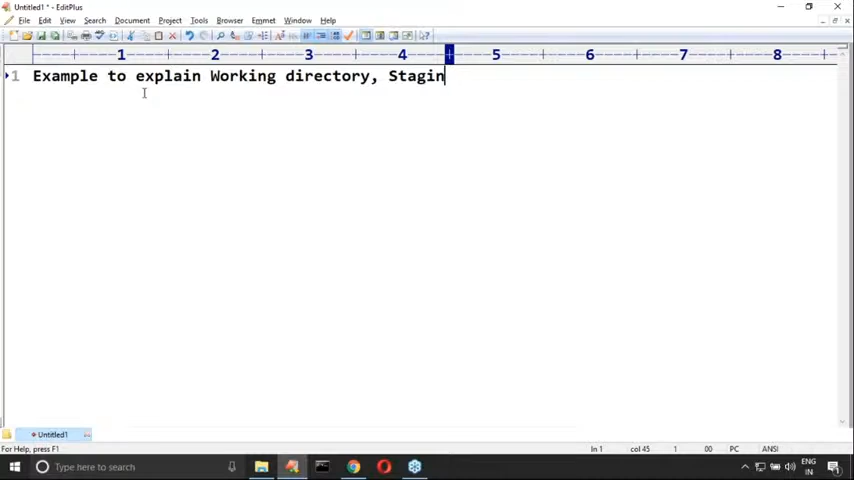 Untitled1 * - EditPlus
File Edit View Search Document Project Tools Browser Emmet Window Help
1 2 3 4 5 6 7 8
1 Example to explain Working directory, Stagin
Untitled1
For Help, press F1 ln 1 col 45 1 00 PC ANSI
Type here to search ENG
IN